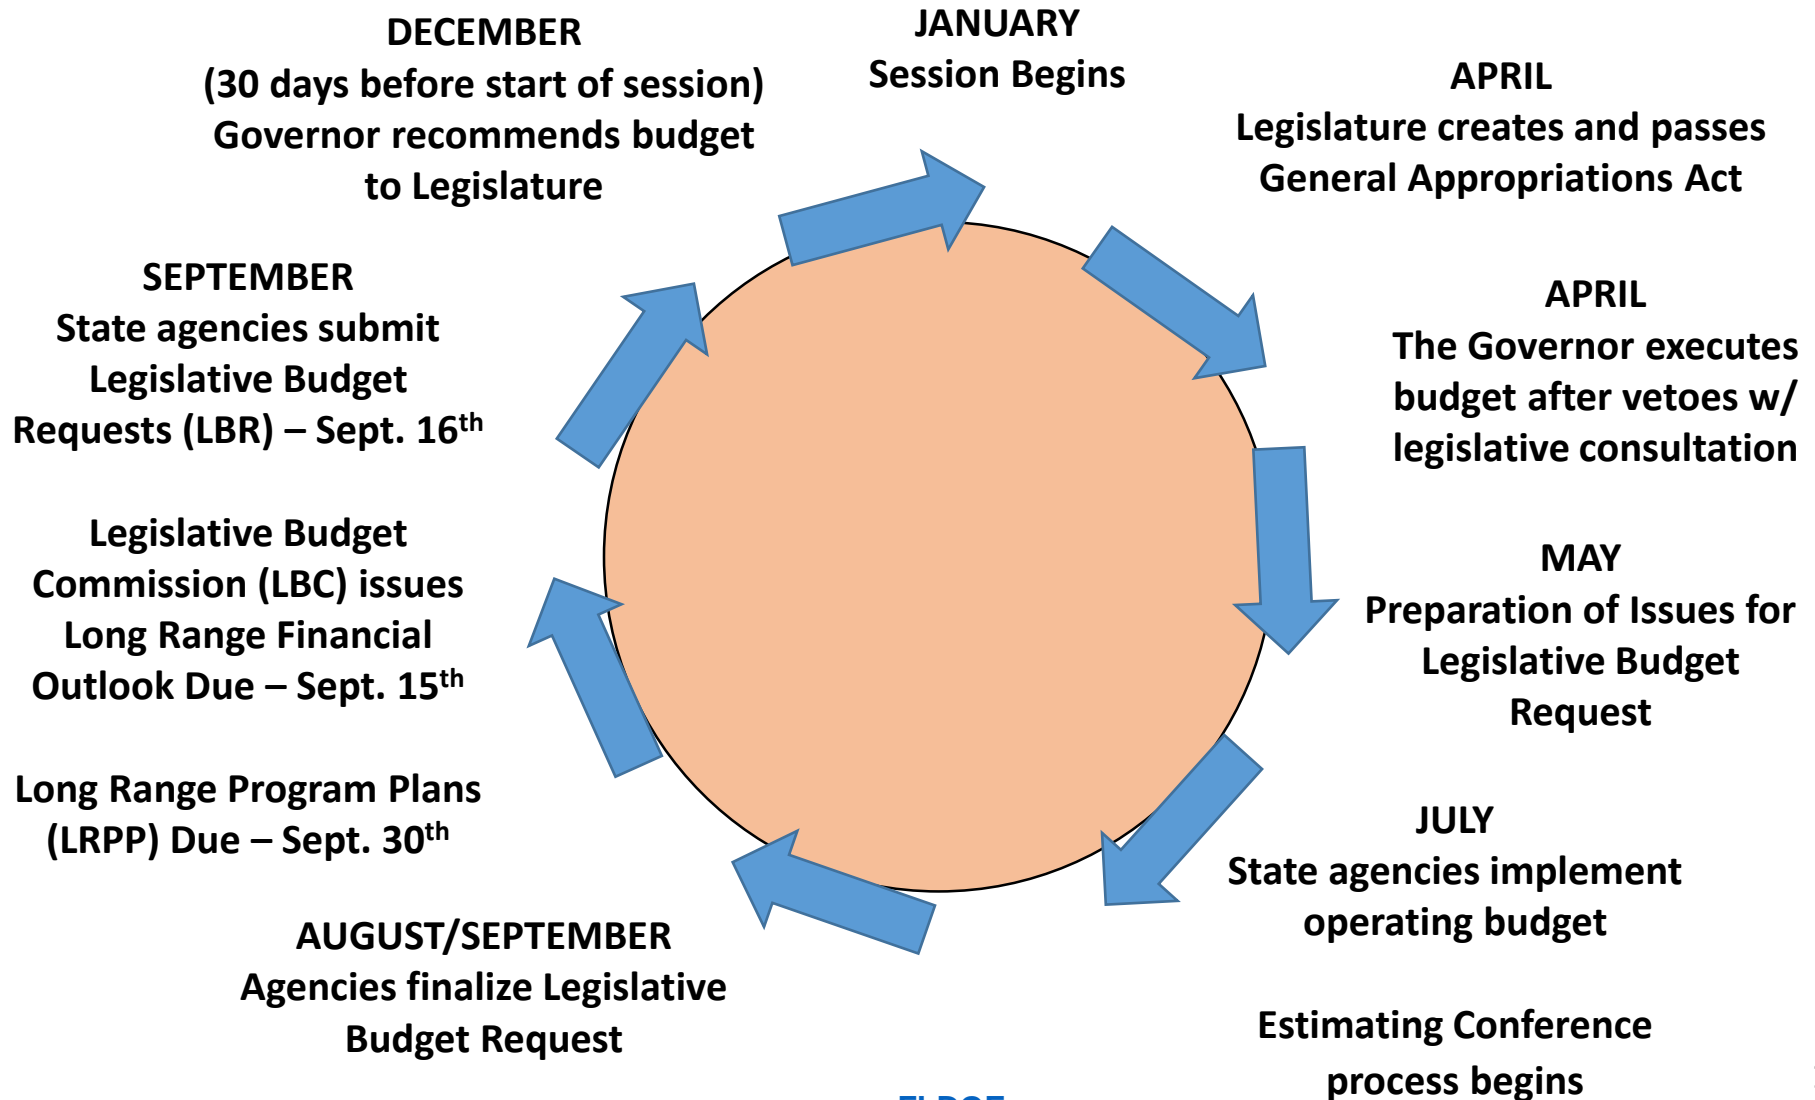 JANUARY
Session Begins
APRIL
Legislature creates and passes
General Appropriations Act
APRIL
The Governor executes
budget after vetoes w/
legislative consultation
MAY
Preparation of Issues for
Legislative Budget
Request
JULY
State agencies implement
operating budget
Estimating Conference
process begins
AUGUST/SEPTEMBER
Agencies finalize Legislative
Budget Request
Long Range Program Plans
(LRPP) Due – Sept. 30th
Legislative Budget
Commission (LBC) issues
Long Range Financial
Outlook Due – Sept. 15th
SEPTEMBER
State agencies submit
Legislative Budget
Requests (LBR) – Sept. 16th
DECEMBER
(30 days before start of session)
Governor recommends budget
to Legislature